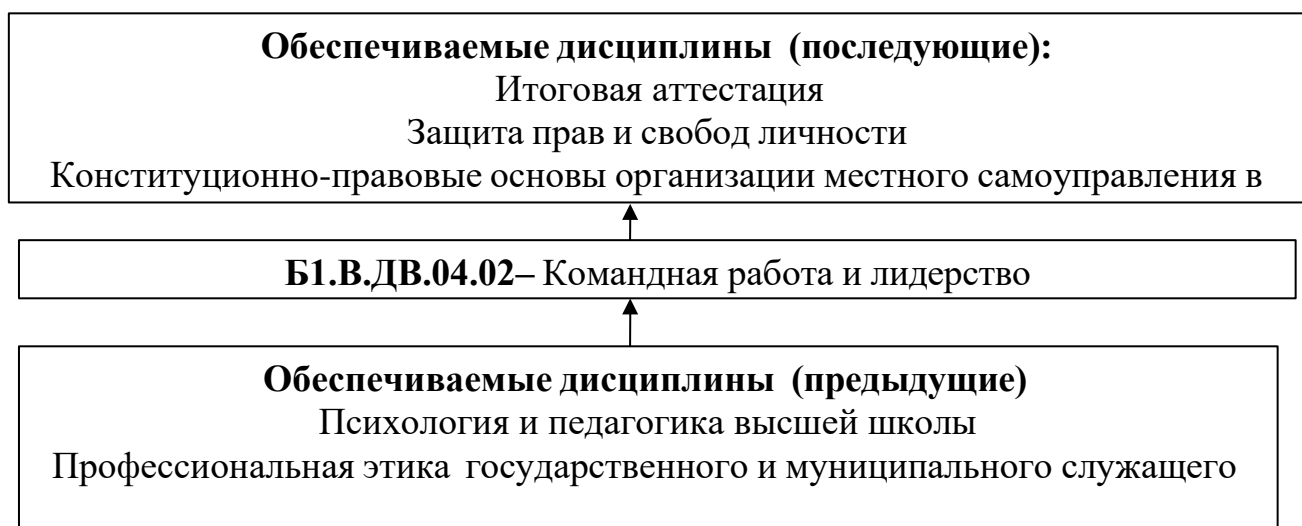 Обеспечиваемые дисциплины (последующие):
Итоговая аттестация
Защита прав и свобод личности
Конституционно-правовые основы организации местного самоуправления в
Б1.В.ДВ.04.02– Командная работа и лидерство
Обеспечиваемые дисциплины (предыдущие)
Психология и педагогика высшей школы
Профессиональная этика государственного и муниципального служащего